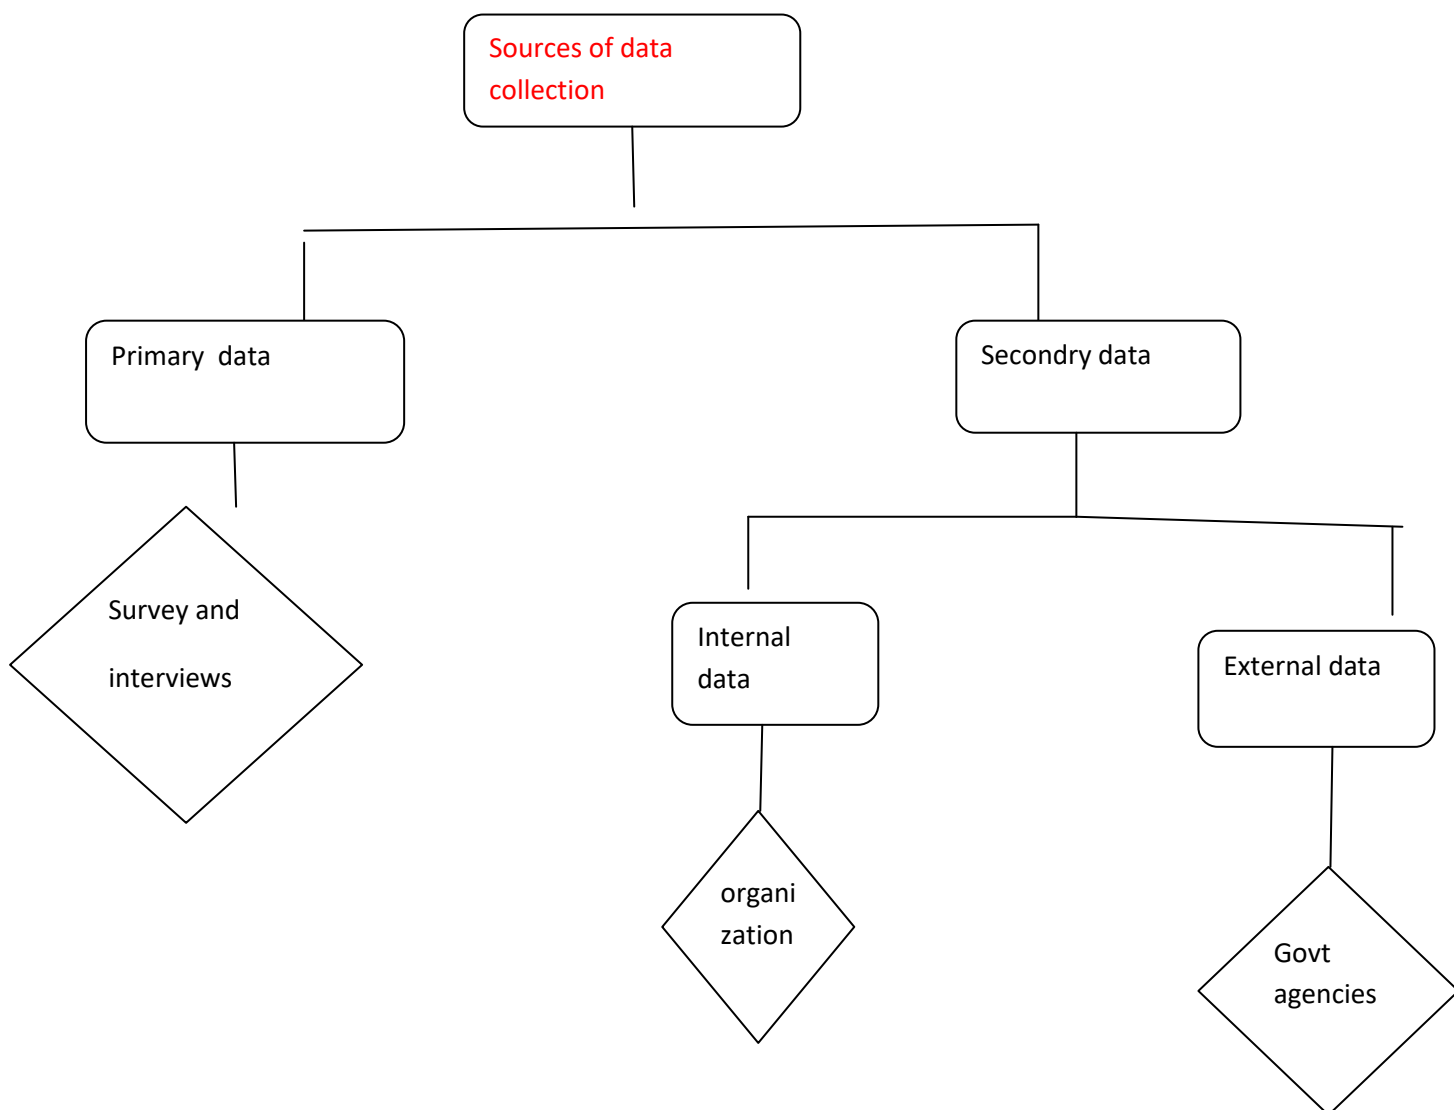 Sources of data
collection
Primary  data
Secondry data
Survey and
interviews
Internal
data
External data
organi
zation
Govt
agencies